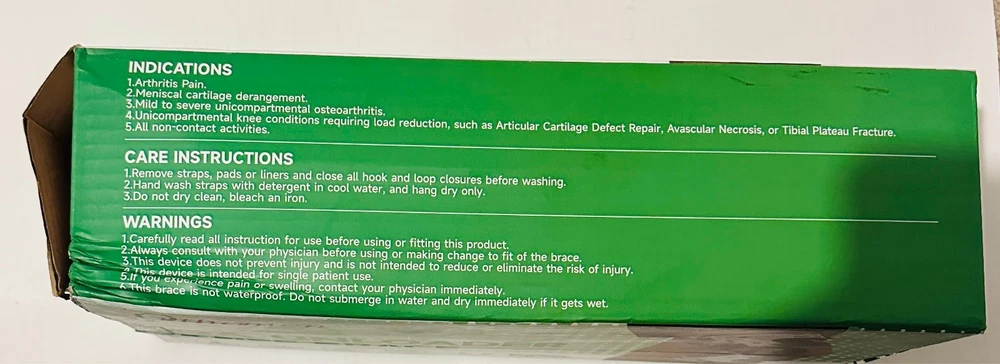 INDICATIONS
1.Arthritis Pain.
2.Meniscal cartilage derangement.
3.Mild to severe unicompartmental osteoarthritis.
4.Unicompartmental knee conditions requiring load reduction, such as Articular Cartilage Defect Repair, Avascular Necrosis, or Tibial Plateau Fracture.
5.All non-contact activities.
CARE INSTRUCTIONS
1.Remove straps, pads or liners and close all hook and loop closures before washing.
2.Hand wash straps with detergent in cool water, and hang dry only.
3.Do not dry clean, bleach an iron.
WARNINGS
1.Carefully read all instruction for use before using or fitting this product.
2.Always consult with your physician before using or making change to fit of the brace.
3.This device does not prevent injury and is not intended to reduce or eliminate the risk of injury.
4.This device is intended for single patient use.
5.If you experience pain or swelling, contact your physician immediately.
6.This brace is not waterproof. Do not submerge in water and dry immediately if it gets wet.